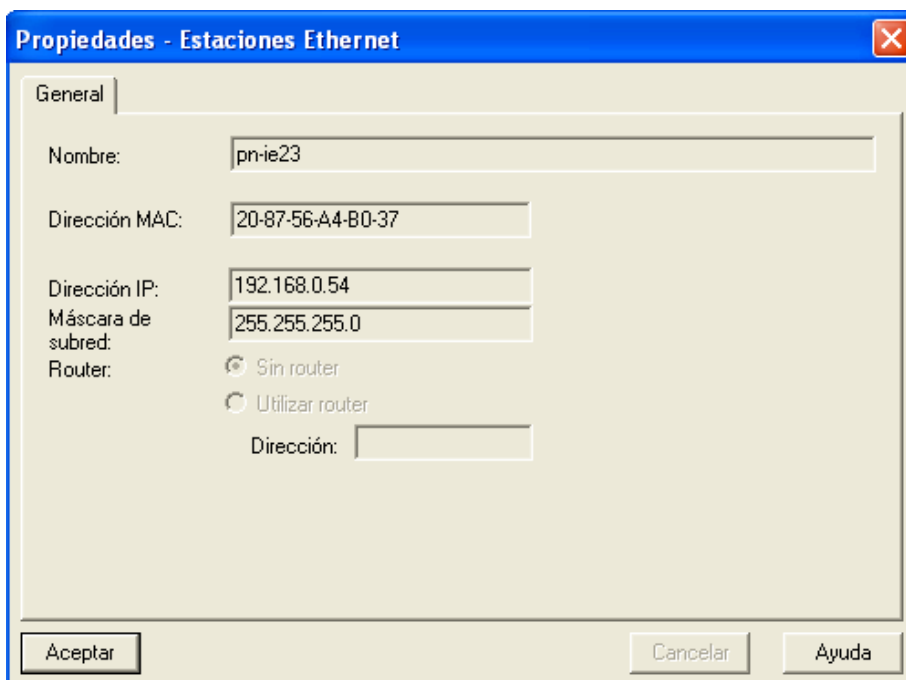 Propiedades - Estaciones Ethernet
General
Nombre: pn-ie23
Dirección MAC: 20-87-56-A4-B0-37
Dirección IP: 192.168.0.54
Máscara de
subred: 255.255.255.0
Router: Sin router
Utilizar router
Dirección:
Aceptar Cancelar Ayuda